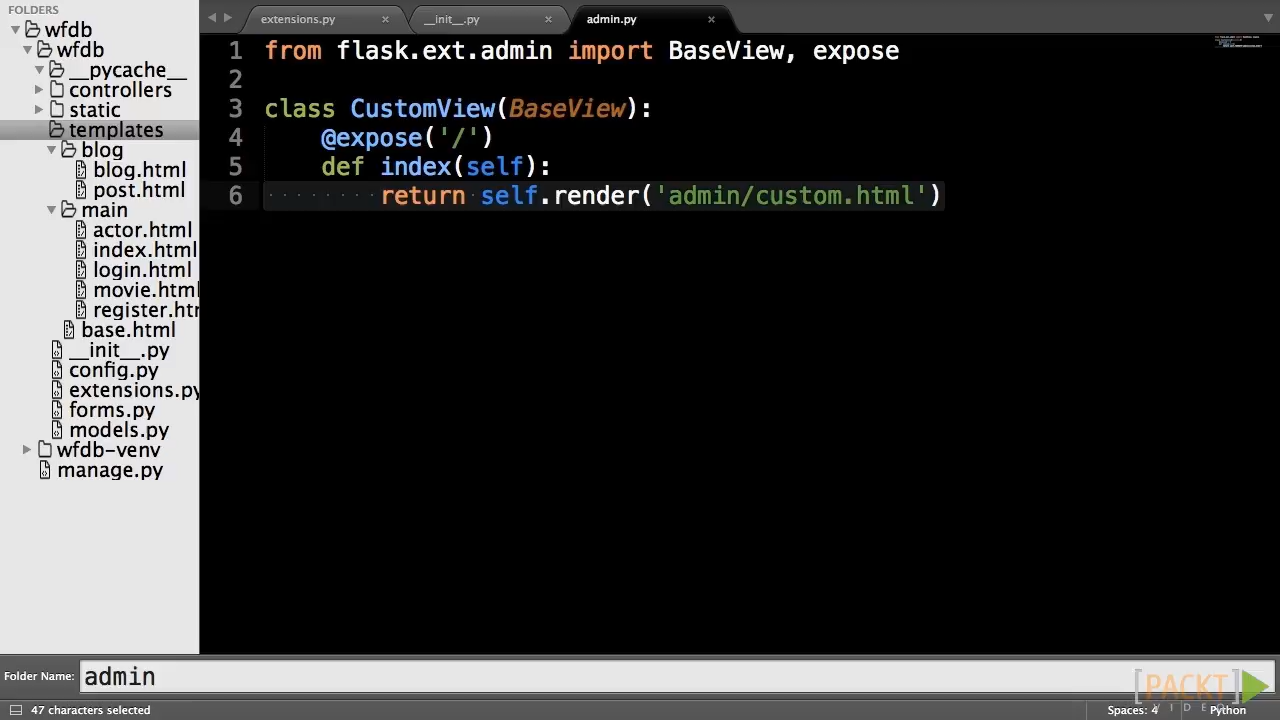 FOLDERS
wfdb
wfdb
__pycache__
controllers
static
templates
blog
blog.html
post.html
main
actor.html
index.html
login.html
movie.html
register.htm
base.html
__init__.py
config.py
extensions.py
forms.py
models.py
wfdb-venv
manage.py
extensions.py
__init__.py
admin.py
1 from flask.ext.admin import BaseView, expose
2
3 class CustomView(BaseView):
4 @expose('/')
5 def index(self):
6 return self.render('admin/custom.html')
Folder Name: admin
47 characters selected
Spaces: 4
Python
[PACKT]
VIDEO